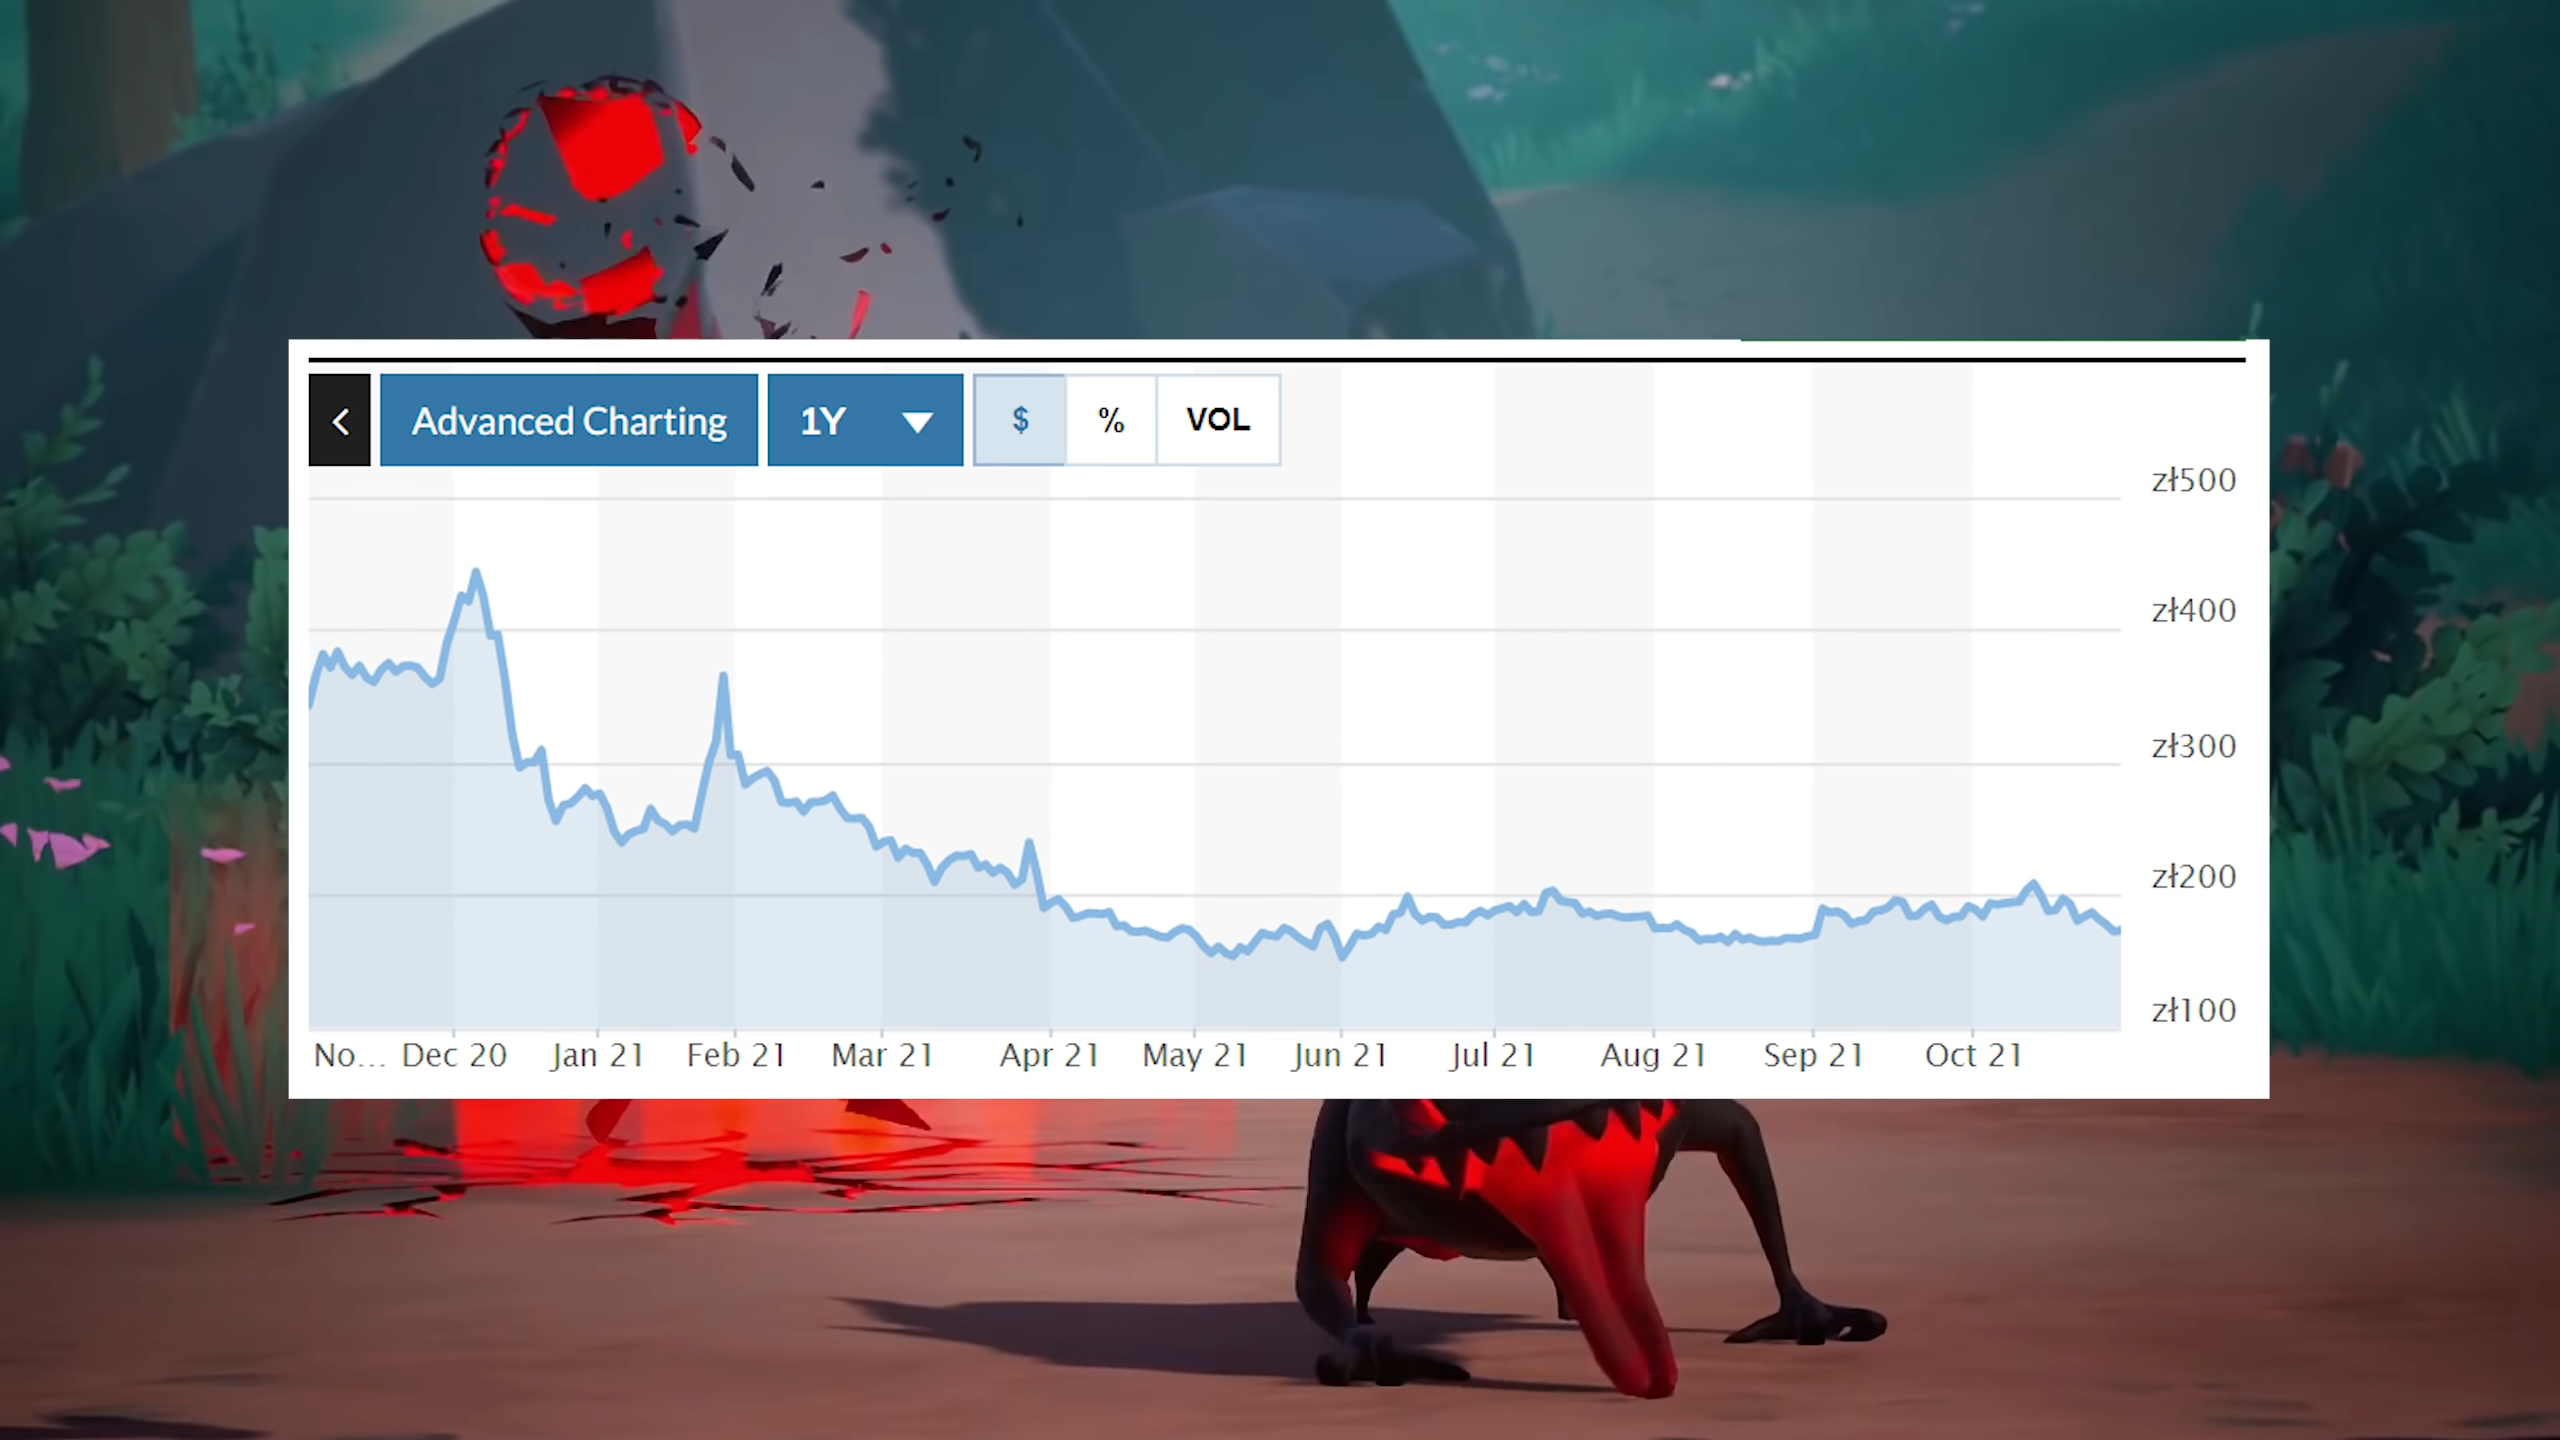 Advanced Charting 1Y $ % VOL
zł500
zł400
zł300
zł200
zł100
No... Dec 20 Jan 21 Feb 21 Mar 21 Apr 21 May 21 Jun 21 Jul 21 Aug 21 Sep 21 Oct 21